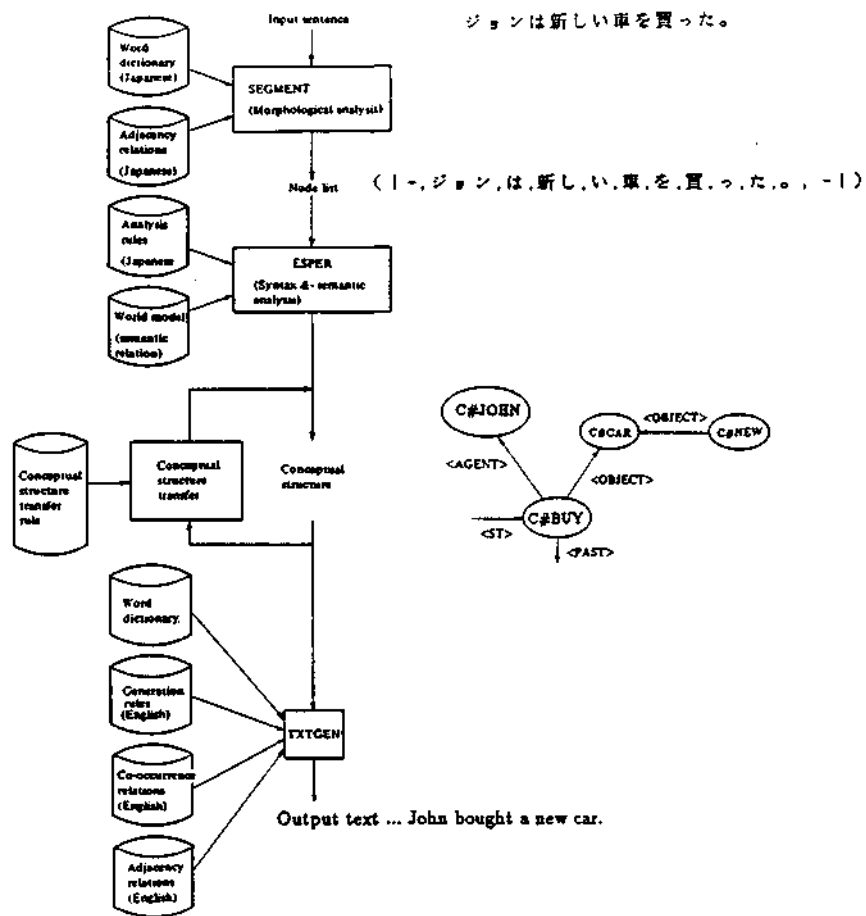 Input sentence
ジョンは新しい車を買った。
Word
dictionary
(Japanese)
SEGMENT
(Morphological analysis)
Adjacency
relations
(Japanese)
Node list
(|-,ジョン,は,新し,い,車,を,買,っ,た,。,-|)
Analysis
rules
(Japanese
ESPER
(Syntax & semantic
analysis)
World model
(semantic
relation)
C#JOHN
C#CAR
<OBJECT>
C#NEW
<AGENT>
<OBJECT>
C#BUY
<ST>
<PAST>
Conceptual
structure
transfer
rule
Conceptual
structure
transfer
Conceptual
structure
Word
dictionary.
Generation
rules
(English)
TXTGEN
Co-occurrence
relations
(English)
Output text ... John bought a new car.
Adjacency
relations
(English)